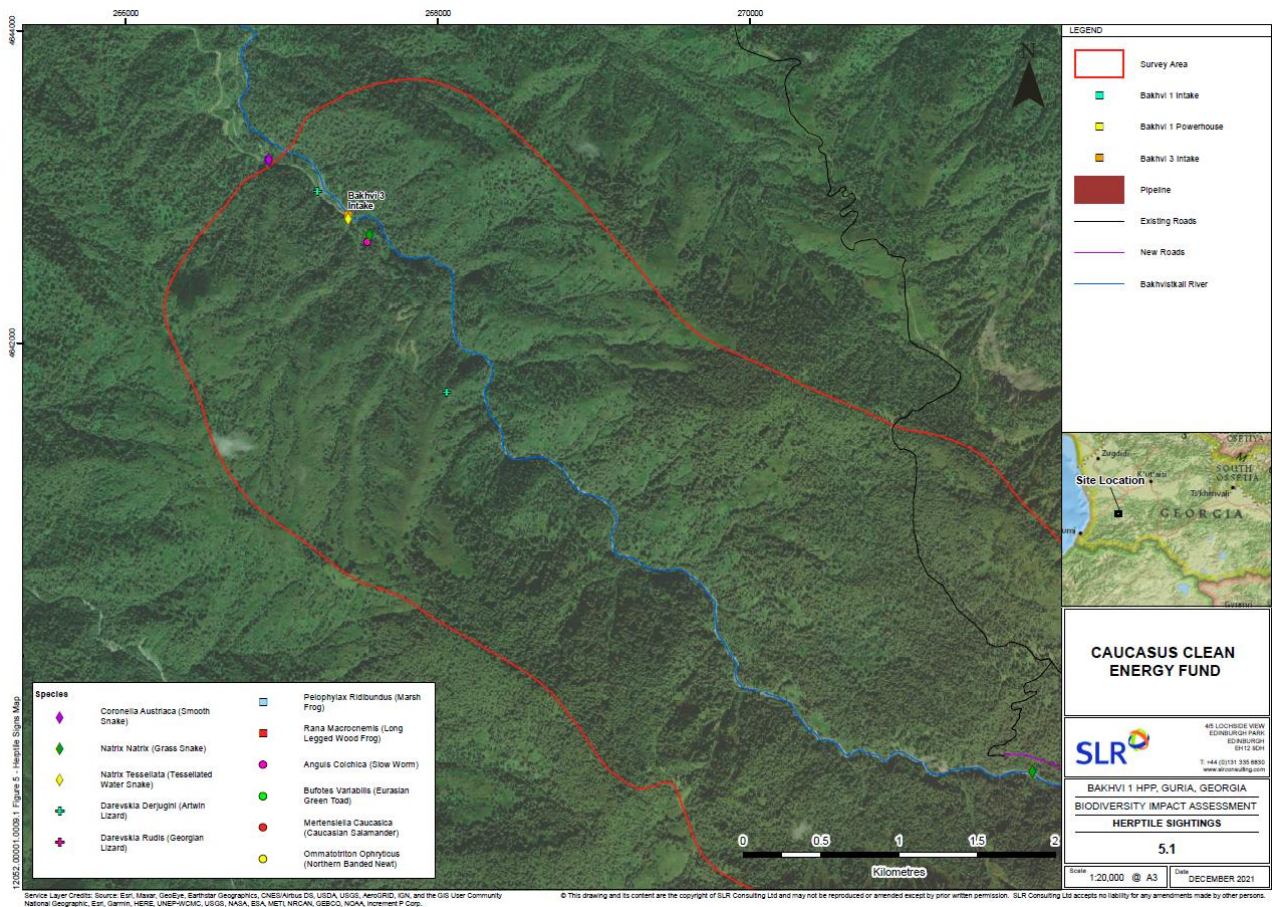 266000
268000
270000
4644000
4642000
N
Bakhvi 3
Intake
LEGEND
Survey Area
Bakhvi 1 Intake
Bakhvi 1 Powerhouse
Bakhvi 3 Intake
Pipeline
Existing Roads
New Roads
Bakhvistkali River
OSETIYA
Zugdidi
SOUTH
OSSETIA
K'ut'aisi
Ts'khinvali
Site Location
GEORGIA
umi
Gyumri
CAUCASUS CLEAN
ENERGY FUND
SLR
4/5 LOCHSIDE VIEW
EDINBURGH PARK
EDINBURGH
EH12 9DH
T: +44 (0)131 335 6830
www.slrconsulting.com
BAKHVI 1 HPP, GURIA, GEORGIA
BIODIVERSITY IMPACT ASSESSMENT
HERPTILE SIGHTINGS
5.1
Scale
1:20,000 @ A3
Date
DECEMBER 2021
Species
Coronella Austriaca (Smooth
Snake)
Natrix Natrix (Grass Snake)
Natrix Tessellata (Tessellated
Water Snake)
Darevskia Derjugini (Artwin
Lizard)
Darevskia Rudis (Georgian
Lizard)
Pelophylax Ridibundus (Marsh
Frog)
Rana Macrocnemis (Long
Legged Wood Frog)
Anguis Colchica (Slow Worm)
Bufotes Variabilis (Eurasian
Green Toad)
Mertensiella Caucasica
(Caucasian Salamander)
Ommatotriton Ophryticus
(Northern Banded Newt)
0 0.5 1 1.5 2
Kilometres
12052.00001.0009.1 Figure 5 - Herptile Signs Map
Service Layer Credits: Source: Esri, Maxar, GeoEye, Earthstar Geographics, CNES/Airbus DS, USDA, USGS, AeroGRID, IGN, and the GIS User Community
National Geographic, Esri, Garmin, HERE, UNEP-WCMC, USGS, NASA, ESA, METI, NRCAN, GEBCO, NOAA, increment P Corp.
© This drawing and its content are the copyright of SLR Consulting Ltd and may not be reproduced or amended except by prior written permission. SLR Consulting Ltd accepts no liability for any amendments made by other persons.